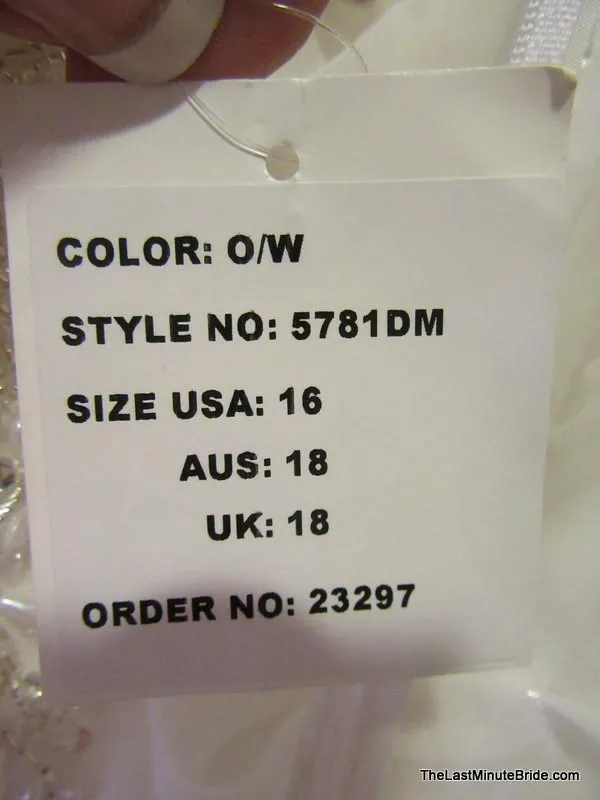 COLOR: O/W
STYLE NO: 5781DM
SIZE USA: 16
AUS: 18
UK: 18
ORDER NO: 23297
TheLastMinuteBride.com